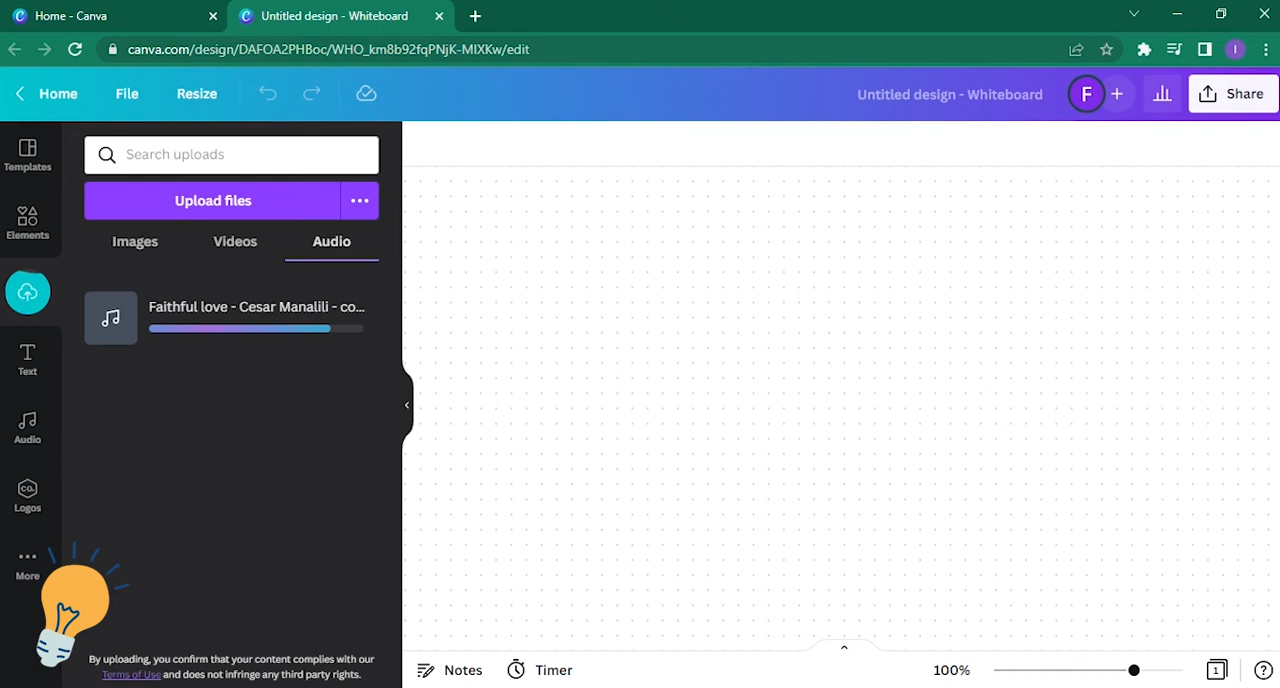 Home - Canva
Untitled design - Whiteboard
canva.com/design/DAFOA2PHBoc/WHO_km8b92fqPNjK-MIXKw/edit
I
Home
File
Resize
Untitled design - Whiteboard
F
Share
Templates
Elements
Text
Audio
CO.
Logos
More
Search uploads
Upload files
Images
Videos
Audio
Faithful love - Cesar Manalili - co...
By uploading, you confirm that your content complies with our
Terms of Use and does not infringe any third party rights.
Notes
Timer
100%
1
?